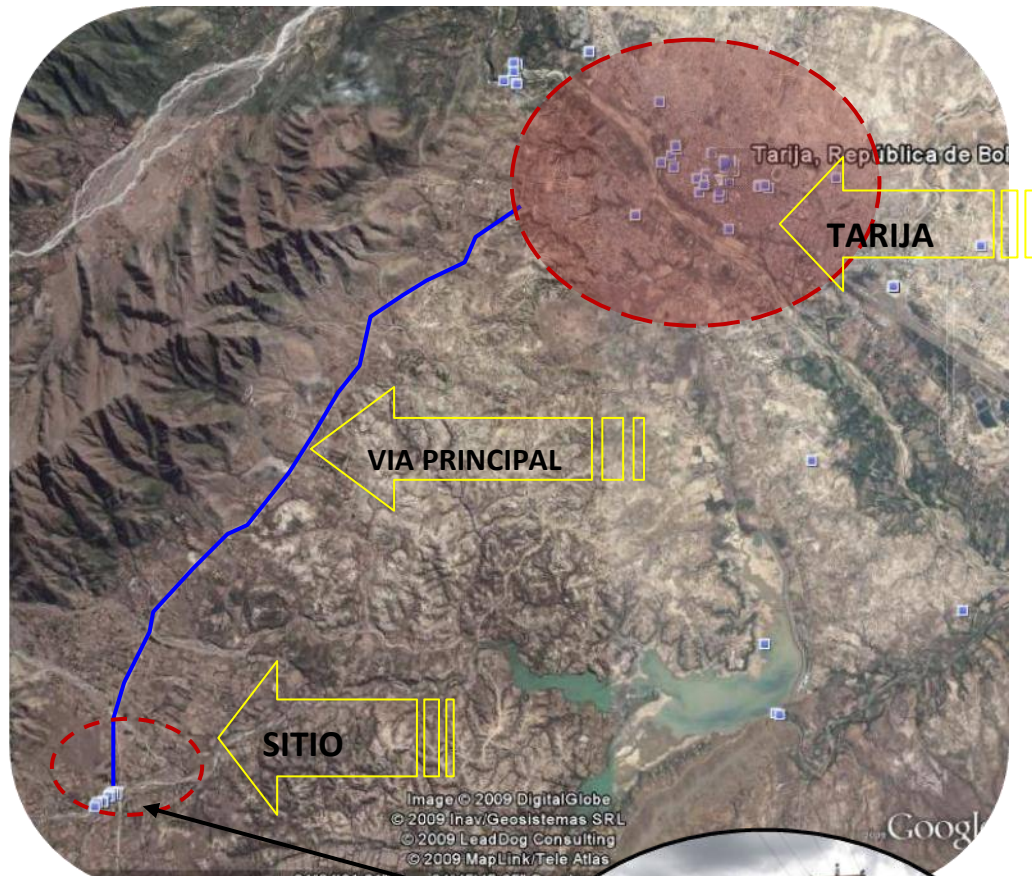 Tarija, República de Bol
TARIJA
VIA PRINCIPAL
SITIO
Image © 2009 DigitalGlobe
© 2009 Inav/Geosistemas SRL
© 2009 LeadDog Consulting
© 2009 MapLink/Tele Atlas
2009 Google